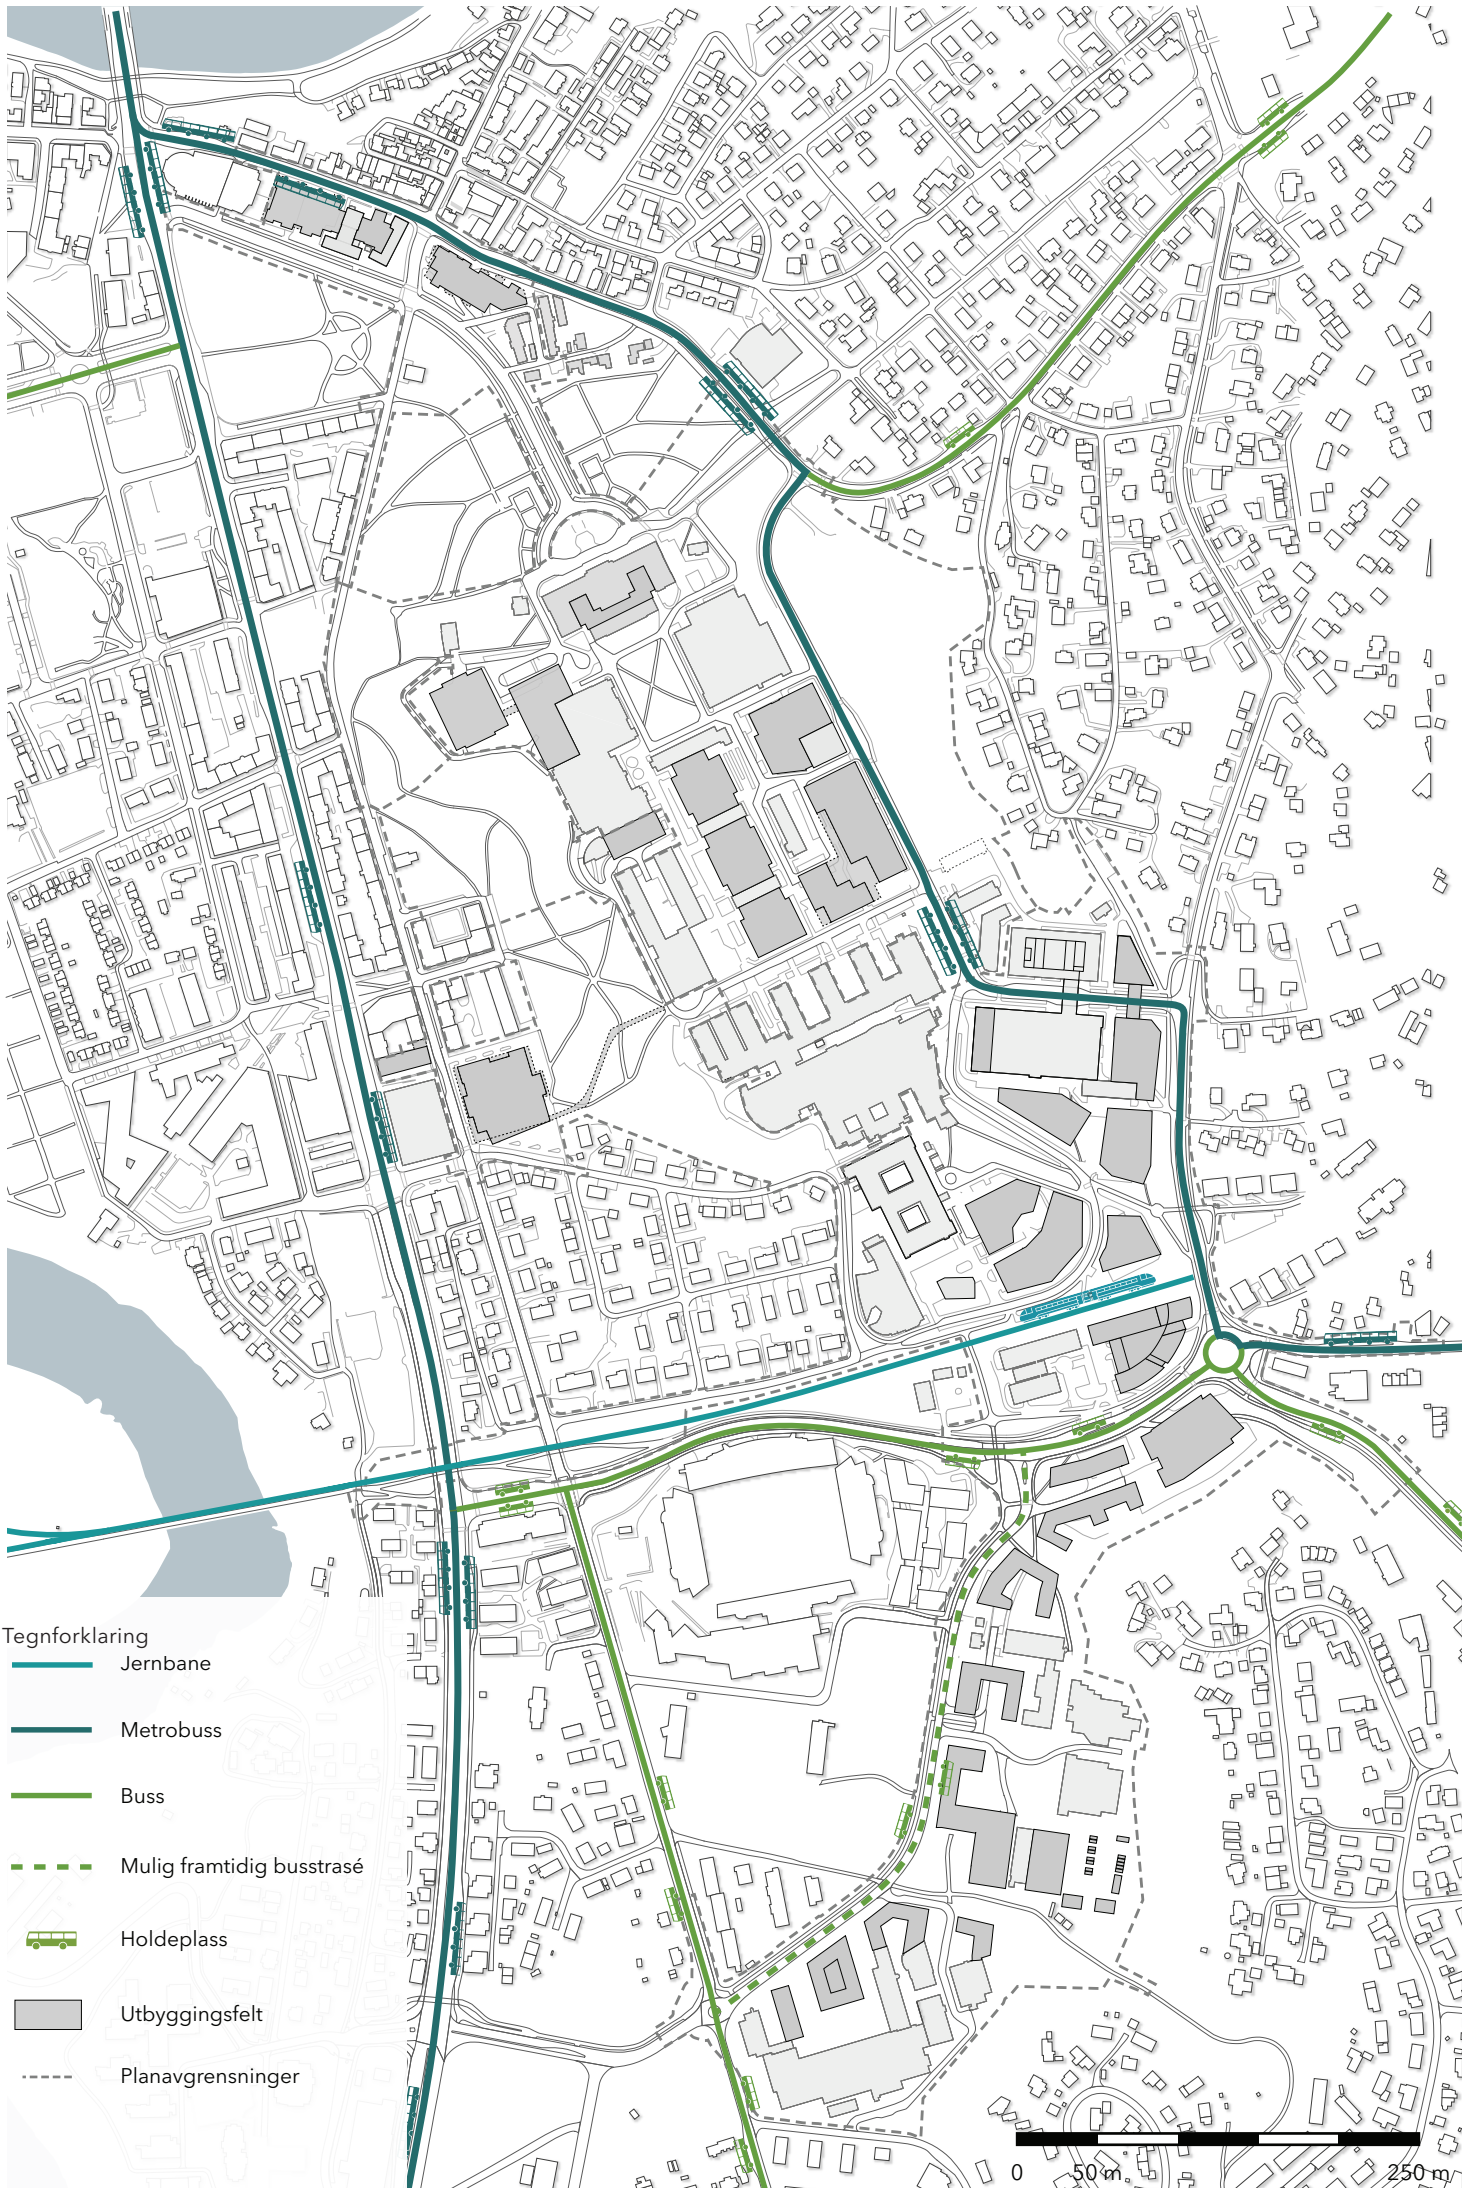 Tegnforklaring
Jernbane
Metrobuss
Buss
Mulig framtidig busstrasé
Holdeplass
Utbyggingsfelt
Planavgrensninger
0 50 m 250 m